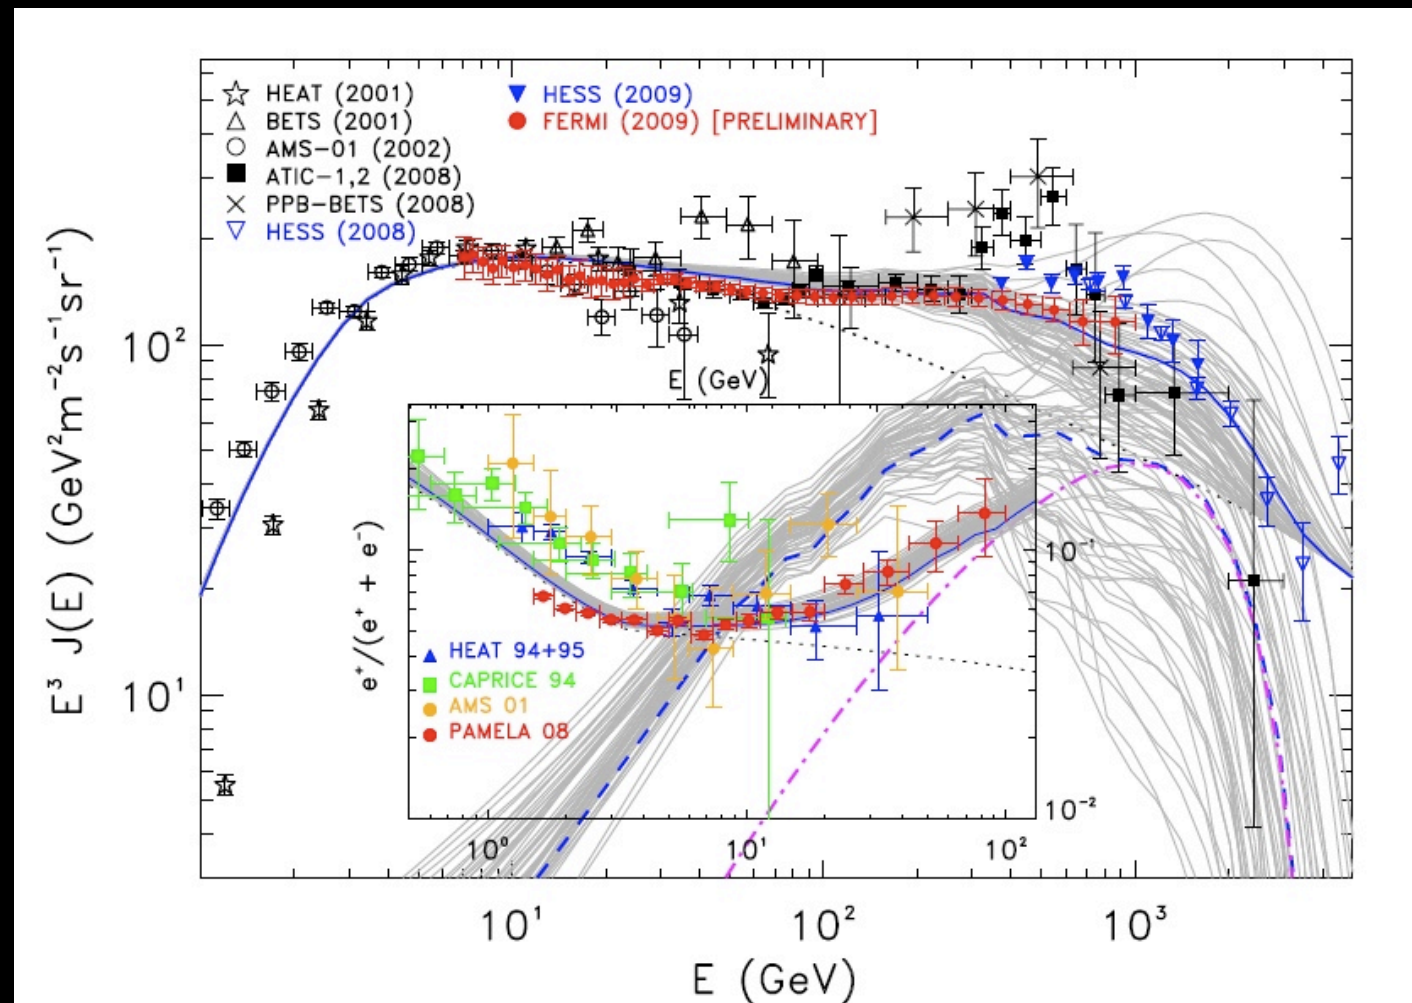 HEAT (2001)
BETS (2001)
AMS-01 (2002)
ATIC-1,2 (2008)
PPB-BETS (2008)
HESS (2008)
HESS (2009)
FERMI (2009) [PRELIMINARY]
E³ J(E) (GeV²m⁻²s⁻¹sr⁻¹)
10²
10¹
E (GeV)
e⁺/(e⁺ + e⁻)
HEAT 94+95
CAPRICE 94
AMS 01
PAMELA 08
10⁻¹
10⁻²
10⁰ 10¹ 10²
10¹ 10² 10³
E (GeV)